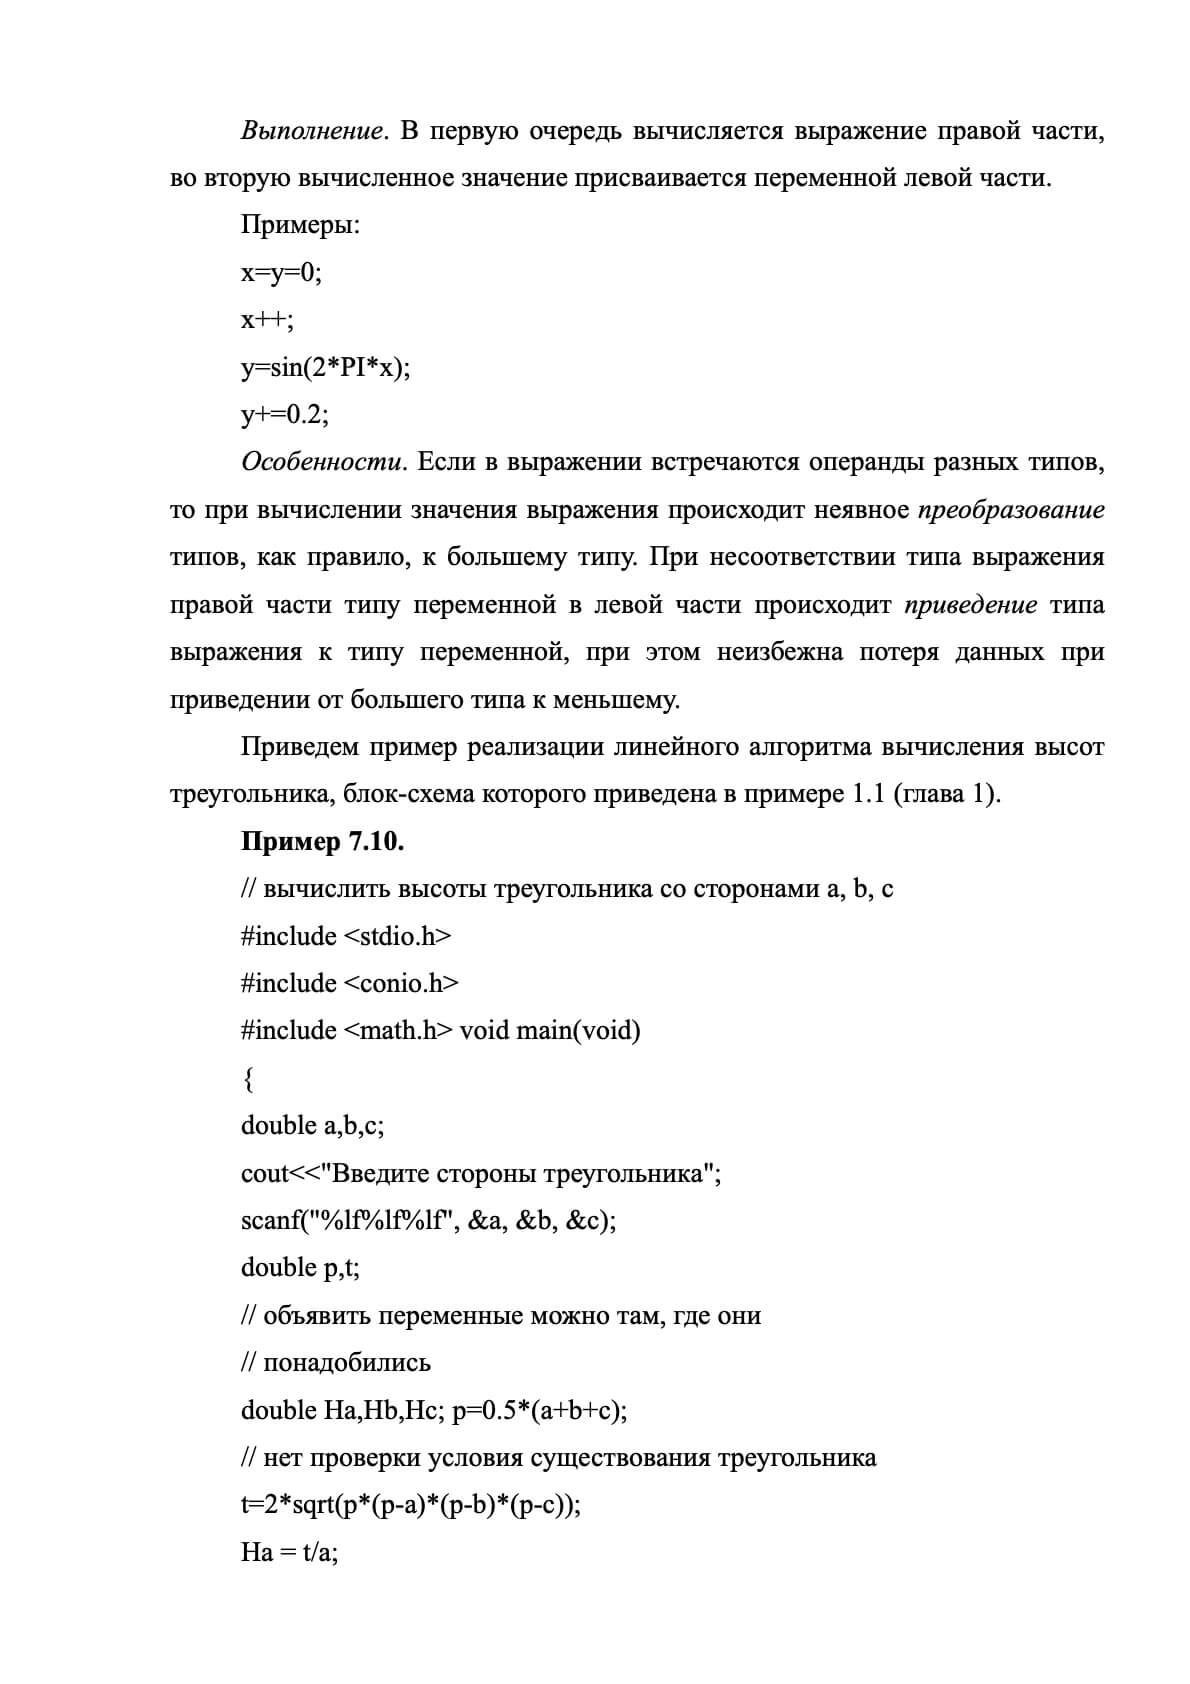 Выполнение. В первую очередь вычисляется выражение правой части,
во вторую вычисленное значение присваивается переменной левой части.
Примеры:
x=y=0;
x++;
y=sin(2*PI*x);
y+=0.2;
Особенности. Если в выражении встречаются операнды разных типов,
то при вычислении значения выражения происходит неявное преобразование
типов, как правило, к большему типу. При несоответствии типа выражения
правой части типу переменной в левой части происходит приведение типа
выражения к типу переменной, при этом неизбежна потеря данных при
приведении от большего типа к меньшему.
Приведем пример реализации линейного алгоритма вычисления высот
треугольника, блок-схема которого приведена в примере 1.1 (глава 1).
Пример 7.10.
// вычислить высоты треугольника со сторонами a, b, c
#include <stdio.h>
#include <conio.h>
#include <math.h> void main(void)
{
double a,b,c;
cout<<"Введите стороны треугольника";
scanf("%lf%lf%lf", &a, &b, &c);
double p,t;
// объявить переменные можно там, где они
// понадобились
double Ha,Hb,Hc; p=0.5*(a+b+c);
// нет проверки условия существования треугольника
t=2*sqrt(p*(p-a)*(p-b)*(p-c));
Ha = t/a;